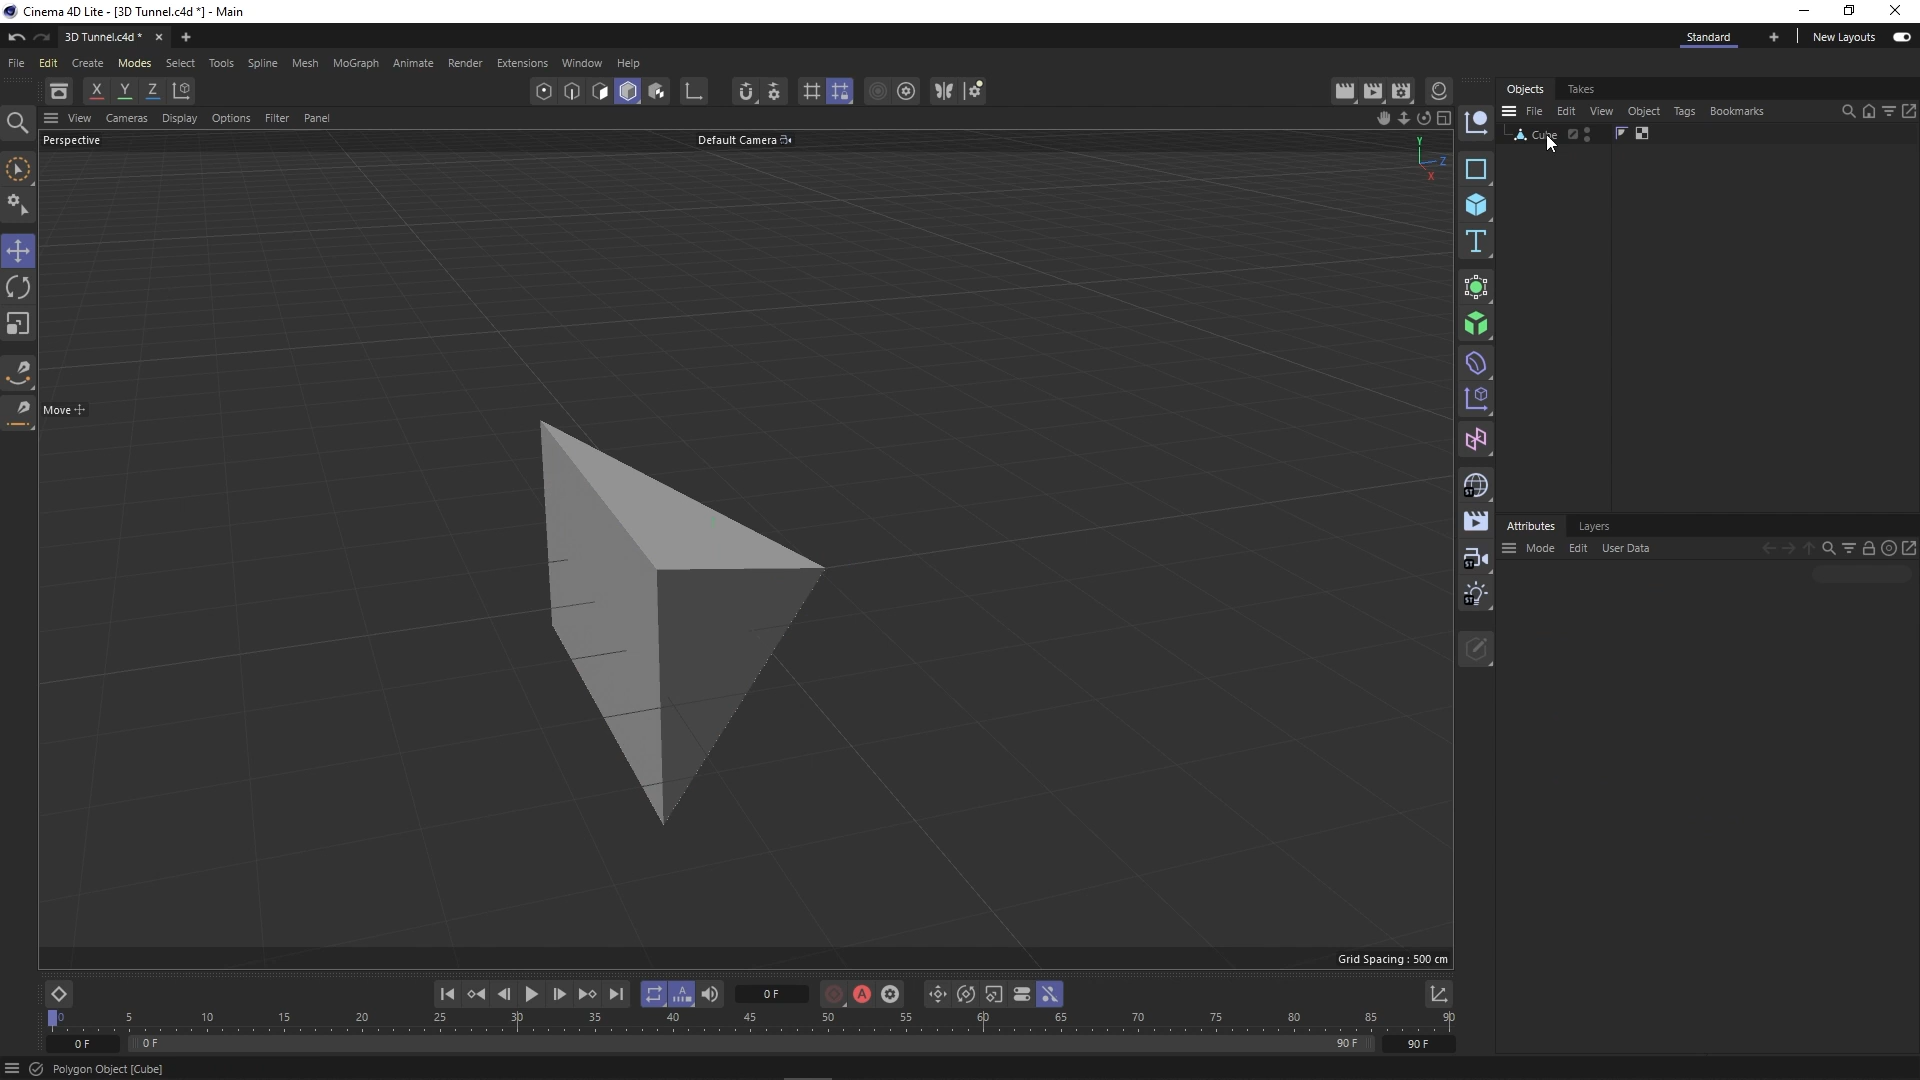 Cinema 4D Lite - [3D Tunnel.c4d *] - Main
3D Tunnel.c4d *
Standard
New Layouts
File Edit Create Modes Select Tools Spline Mesh MoGraph Animate Render Extensions Window Help
X Y Z
Objects Takes
File Edit View Object Tags Bookmarks
View Cameras Display Options Filter Panel
Perspective
Default Camera
Y
Z
X
Cube
Move
T
ST
ST
ST
Attributes Layers
Mode Edit User Data
Grid Spacing : 500 cm
A
0 F
A
0 5 10 15 20 25 30 35 40 45 50 55 60 65 70 75 80 85 90
0 F
0 F
90 F
90 F
Polygon Object [Cube]